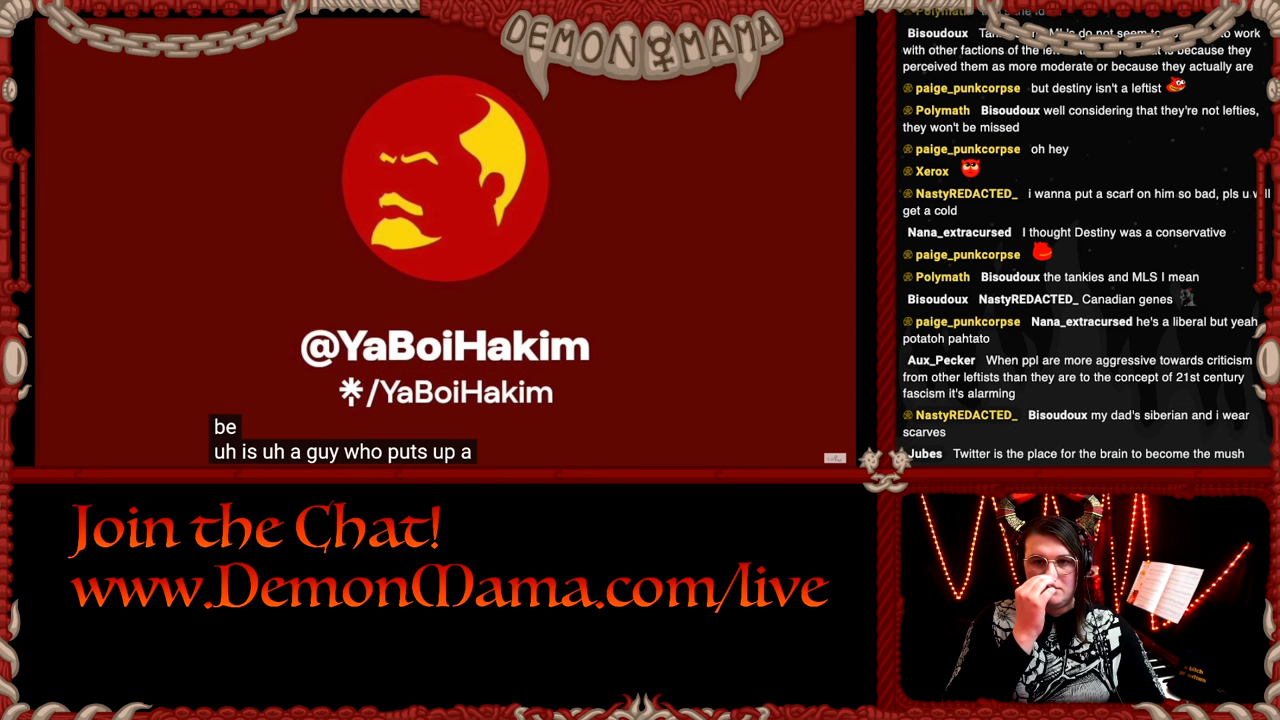 DEMON MAMA
@YaBoiHakim
/YaBoiHakim
be
uh is uh a guy who puts up a
Join the Chat!
www.DemonMama.com/live
Polymath
Bisoudoux
with other factions of the
because they
perceived them as more moderate or because they actually are
paige_punkcorpse but destiny isn't a leftist
Polymath Bisoudoux well considering that they're not lefties,
they won't be missed
paige_punkcorpse oh hey
Xerox
NastyREDACTED_ i wanna put a scarf on him so bad, pls u will
get a cold
Nana_extracursed I thought Destiny was a conservative
paige_punkcorpse
Polymath Bisoudoux the tankies and MLS I mean
Bisoudoux NastyREDACTED_ Canadian genes
paige_punkcorpse Nana_extracursed he's a liberal but yeah
potatoh pahtato
Aux_Pecker When ppl are more aggressive towards criticism
from other leftists than they are to the concept of 21st century
fascism it's alarming
NastyREDACTED_ Bisoudoux my dad's siberian and i wear
scarves
Jubes Twitter is the place for the brain to become the mush